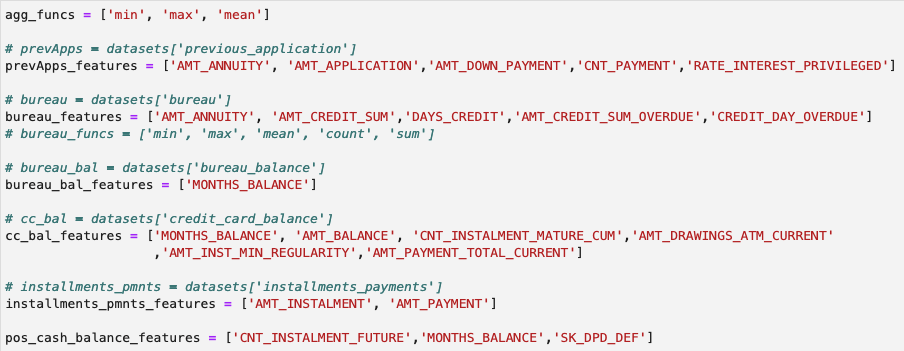 agg_funcs = ['min', 'max', 'mean']
# prevApps = datasets['previous_application']
prevApps_features = ['AMT_ANNUITY', 'AMT_APPLICATION','AMT_DOWN_PAYMENT','CNT_PAYMENT','RATE_INTEREST_PRIVILEGED']
# bureau = datasets['bureau']
bureau_features = ['AMT_ANNUITY', 'AMT_CREDIT_SUM','DAYS_CREDIT','AMT_CREDIT_SUM_OVERDUE','CREDIT_DAY_OVERDUE']
# bureau_funcs = ['min', 'max', 'mean', 'count', 'sum']
# bureau_bal = datasets['bureau_balance']
bureau_bal_features = ['MONTHS_BALANCE']
# cc_bal = datasets['credit_card_balance']
cc_bal_features = ['MONTHS_BALANCE', 'AMT_BALANCE', 'CNT_INSTALMENT_MATURE_CUM','AMT_DRAWINGS_ATM_CURRENT'
,'AMT_INST_MIN_REGULARITY','AMT_PAYMENT_TOTAL_CURRENT']
# installments_pmnts = datasets['installments_payments']
installments_pmnts_features = ['AMT_INSTALMENT', 'AMT_PAYMENT']
pos_cash_balance_features = ['CNT_INSTALMENT_FUTURE','MONTHS_BALANCE','SK_DPD_DEF']